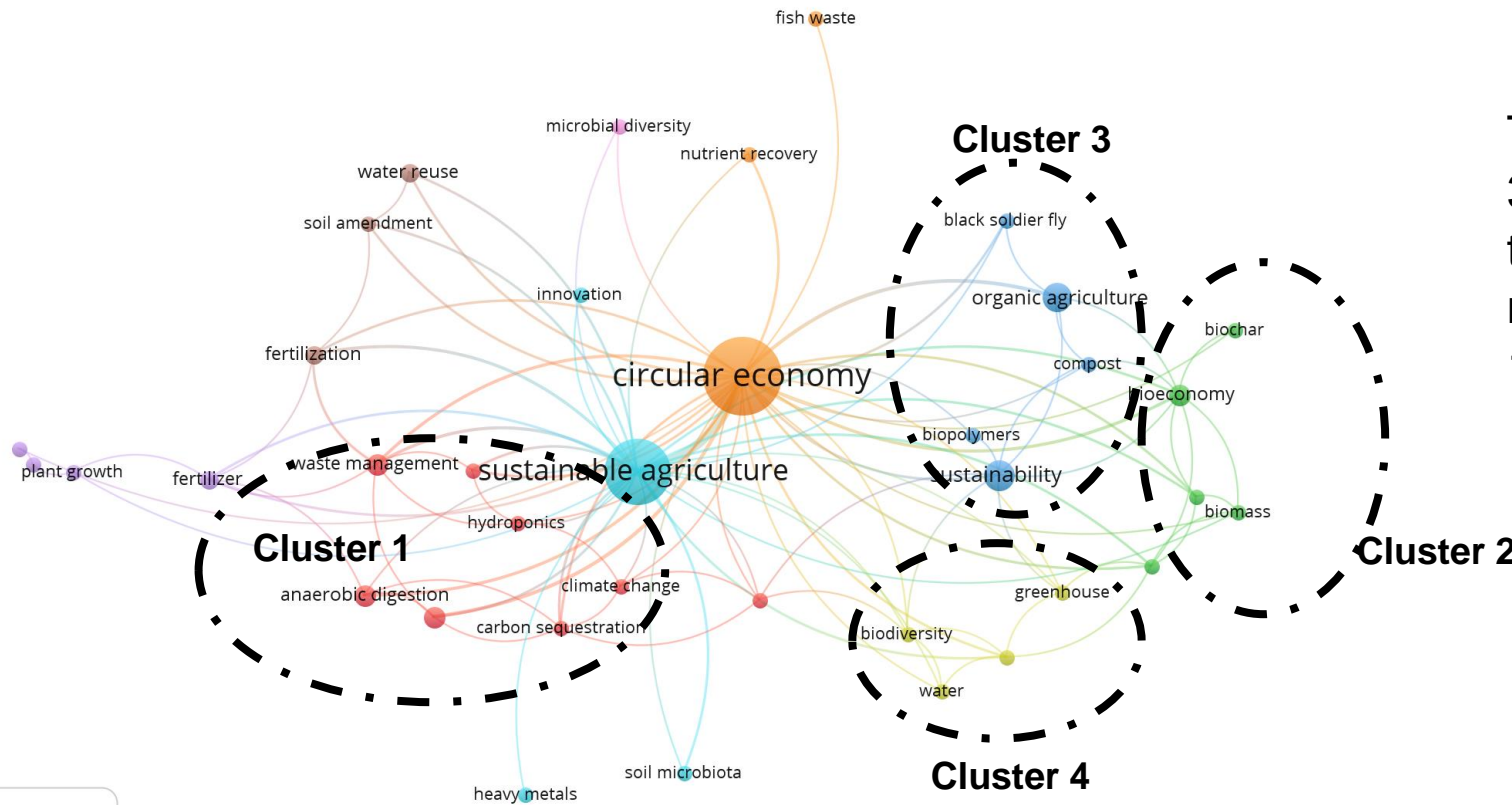 fish waste
microbial diversity
nutrient recovery
Cluster 3
water reuse
black soldier fly
soil amendment
innovation
organic agriculture
biochar
fertilization
compost
circular economy
bioeconomy
biopolymers
waste management
sustainable agriculture
sustainability
plant growth
fertilizer
biomass
hydroponics
Cluster 1
Cluster 2
climate change
anaerobic digestion
greenhouse
carbon sequestration
biodiversity
water
soil microbiota
Cluster 4
heavy metals